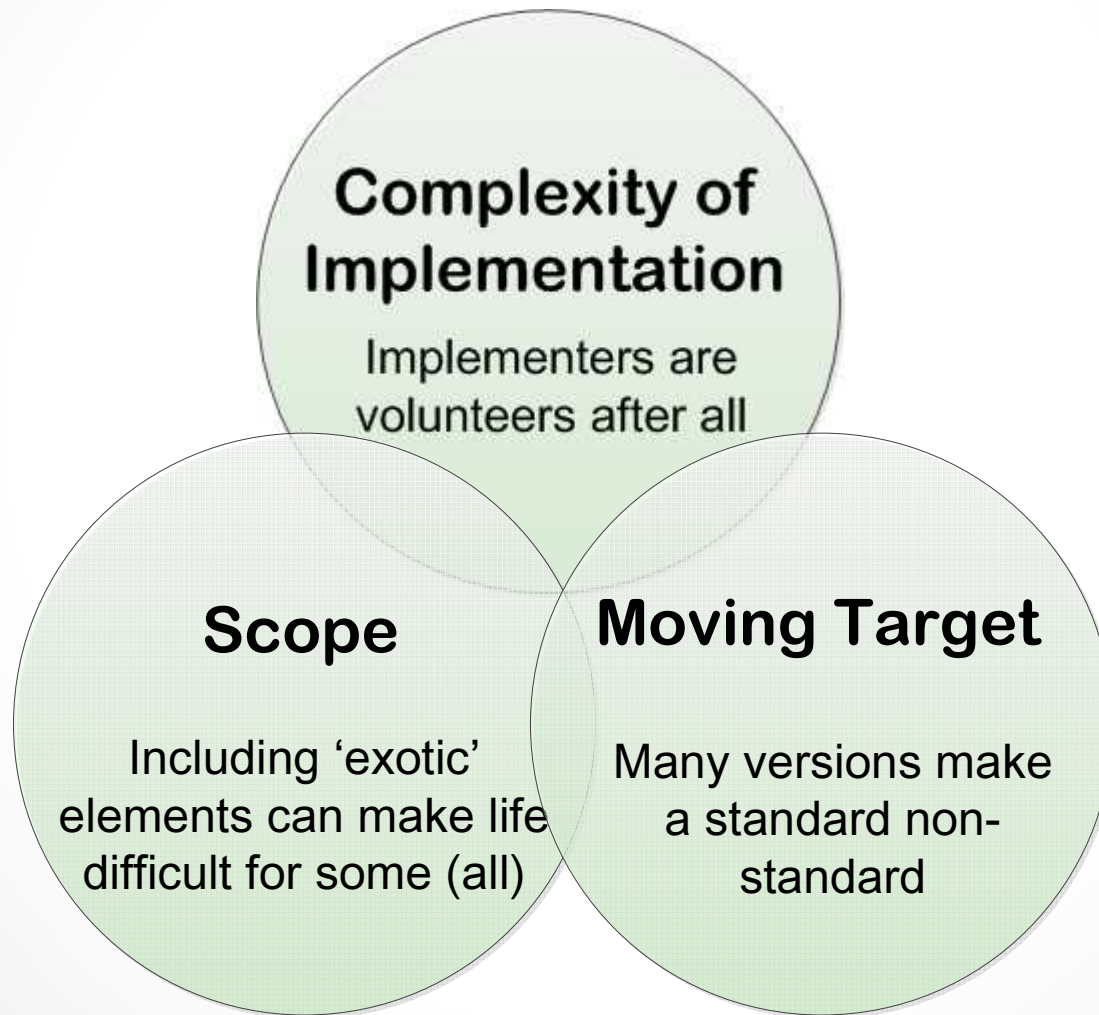 Complexity of
Implementation
Implementers are
volunteers after all
Scope
Including ‘exotic’
elements can make life
difficult for some (all)
Moving Target
Many versions make
a standard non-
standard